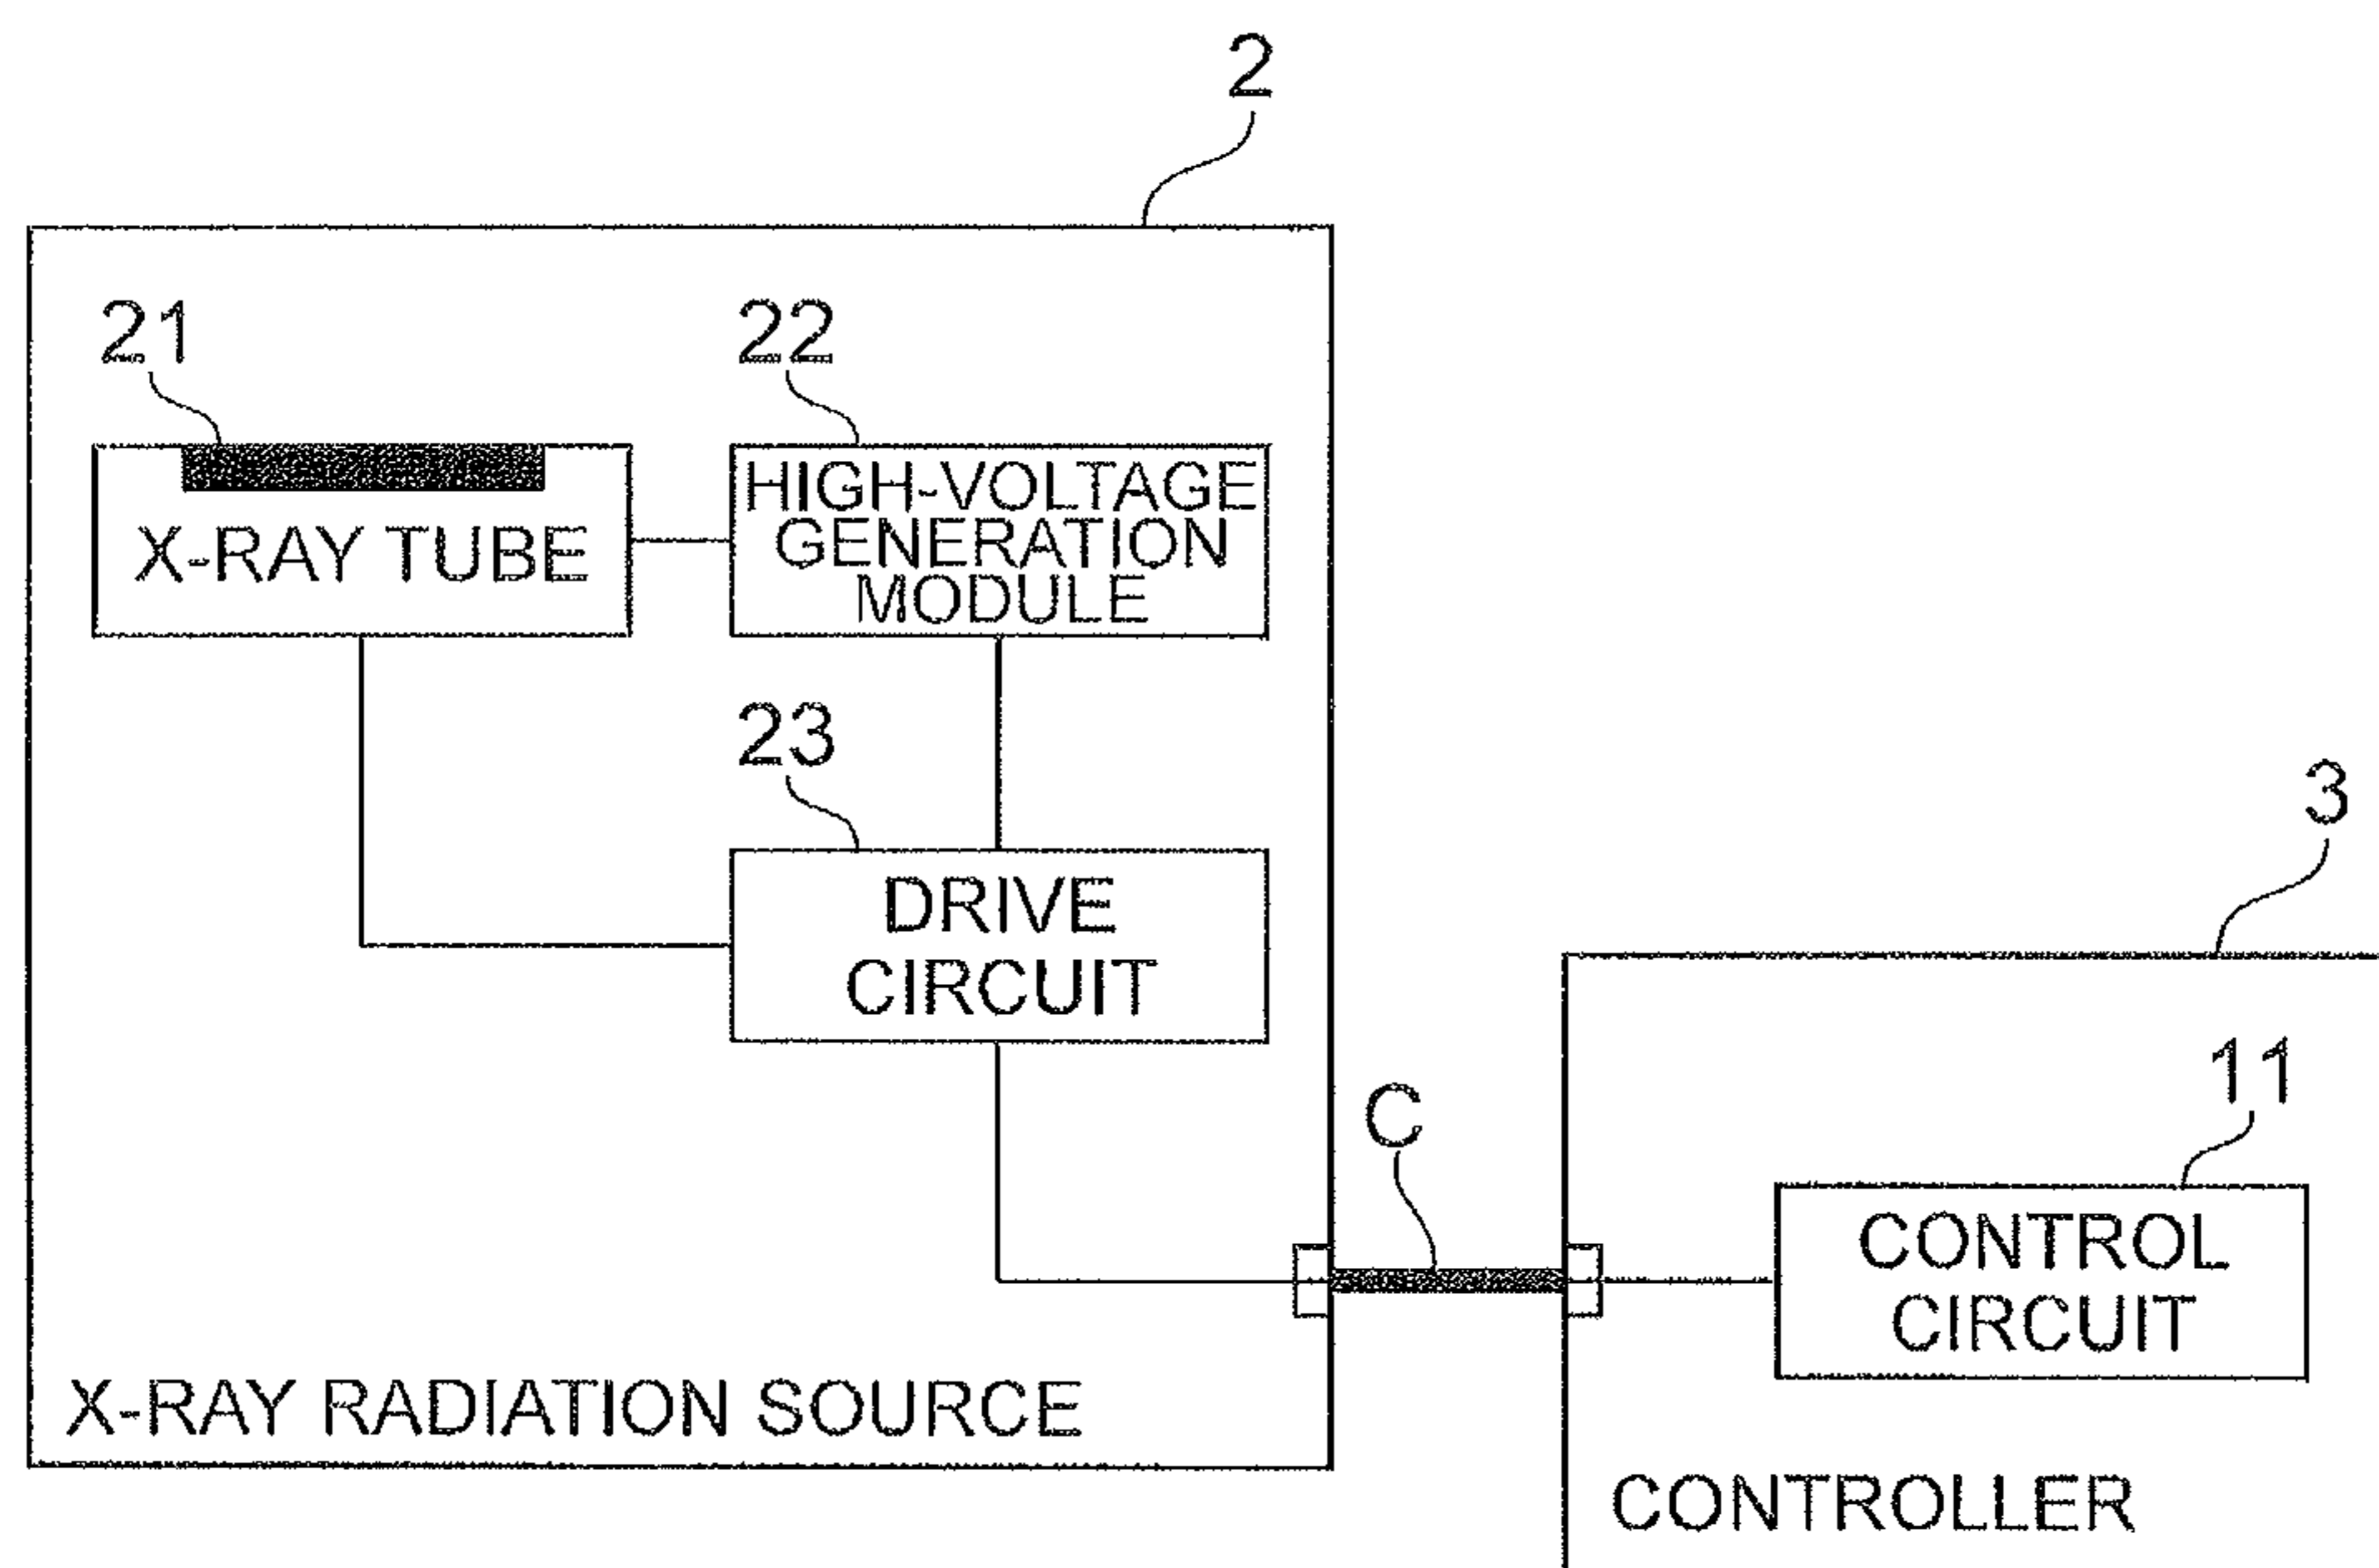 2
21
22
X-RAY TUBE
HIGH-VOLTAGE
GENERATION
MODULE
23
DRIVE
CIRCUIT
3
C
11
CONTROL
CIRCUIT
X-RAY RADIATION SOURCE
CONTROLLER